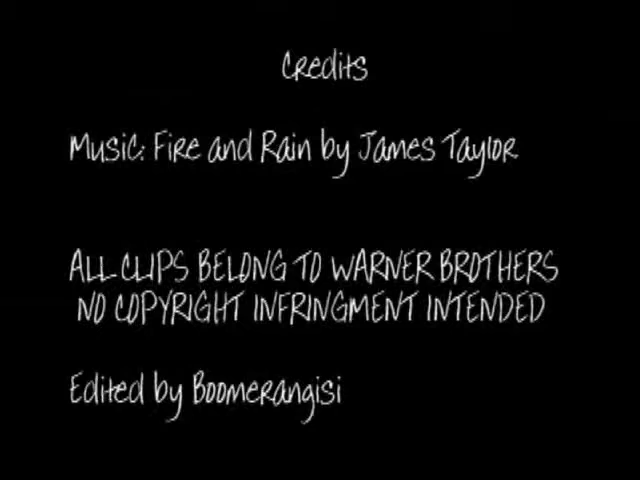 Credits
Music: Fire and Rain by James Taylor
ALL CLIPS BELONG TO WARNER BROTHERS
NO COPYRIGHT INFRINGMENT INTENDED
Edited by Boomerangisi